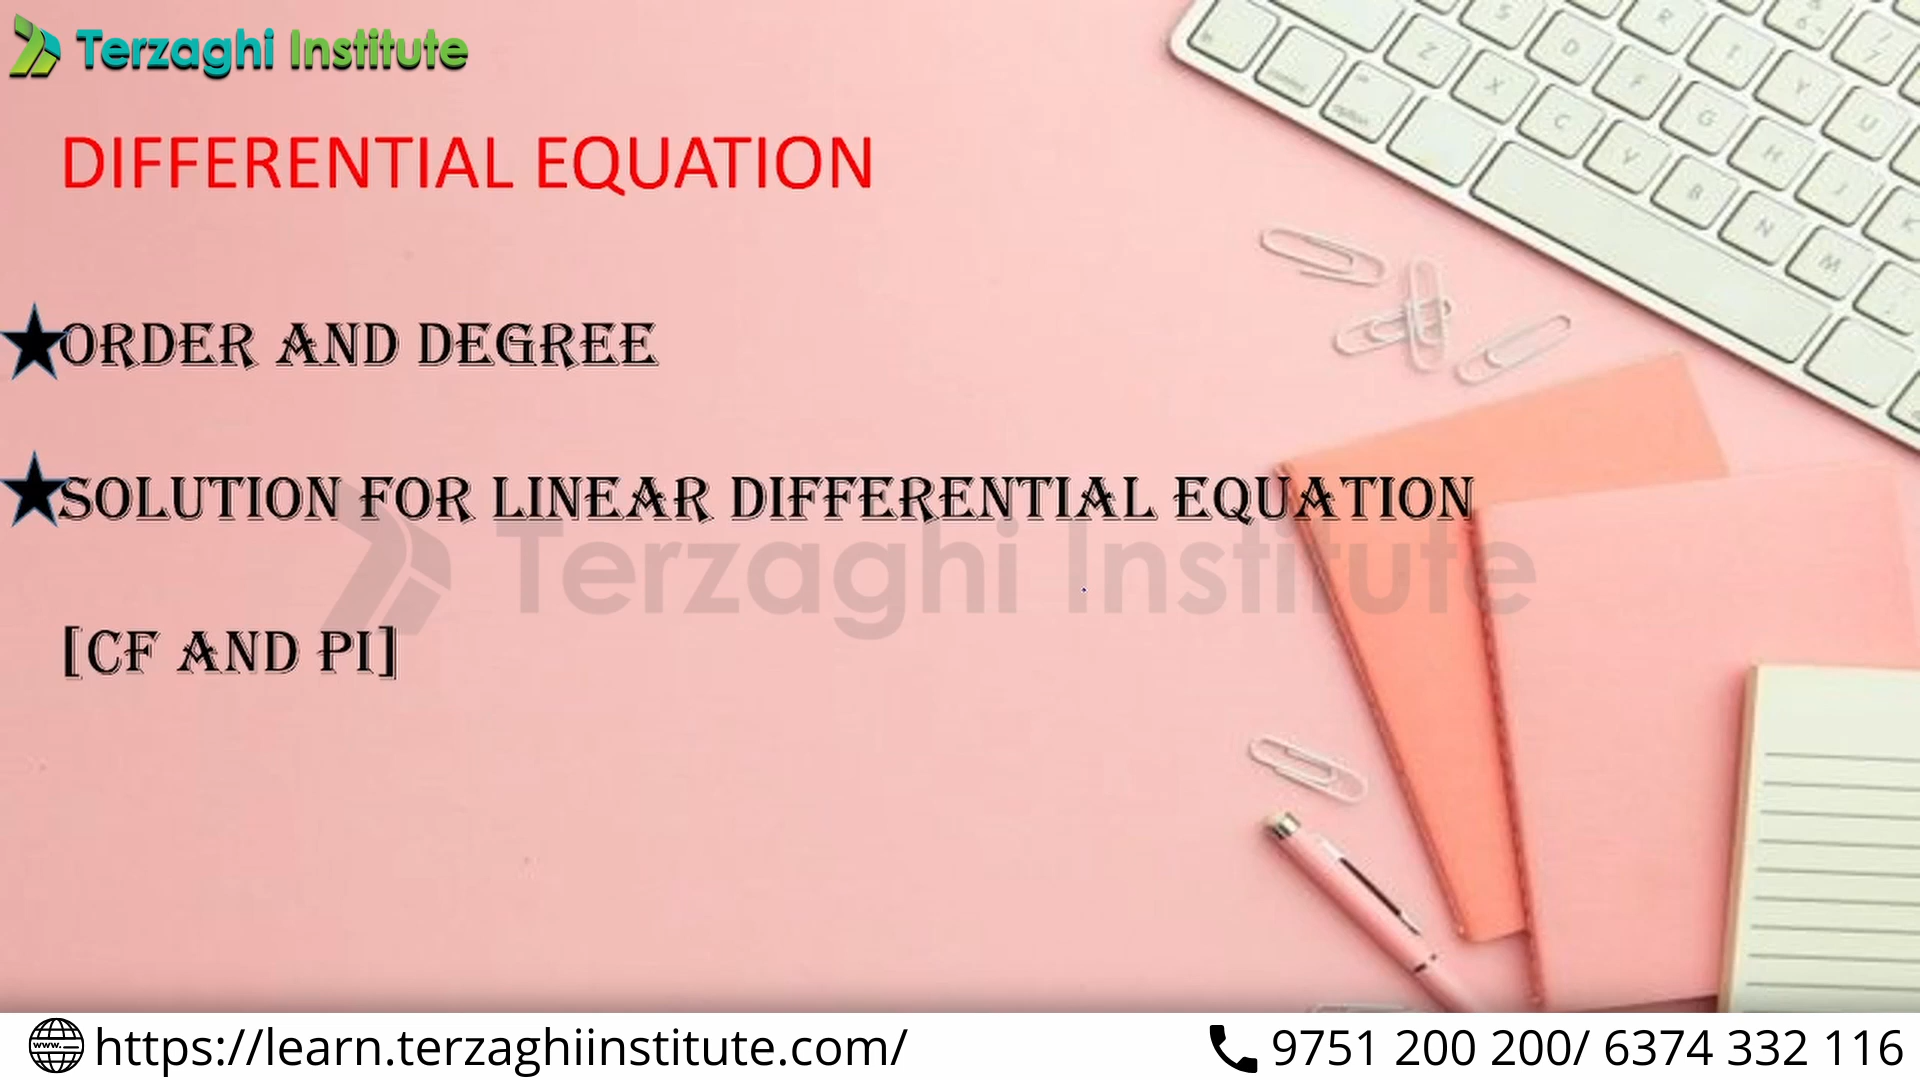 Terzaghi Institute
DIFFERENTIAL EQUATION
ORDER AND DEGREE
SOLUTION FOR LINEAR DIFFERENTIAL EQUATION
Terzaghi Institute
[CF AND PI]
www.
https://learn.terzaghiinstitute.com/
9751 200 200/ 6374 332 116